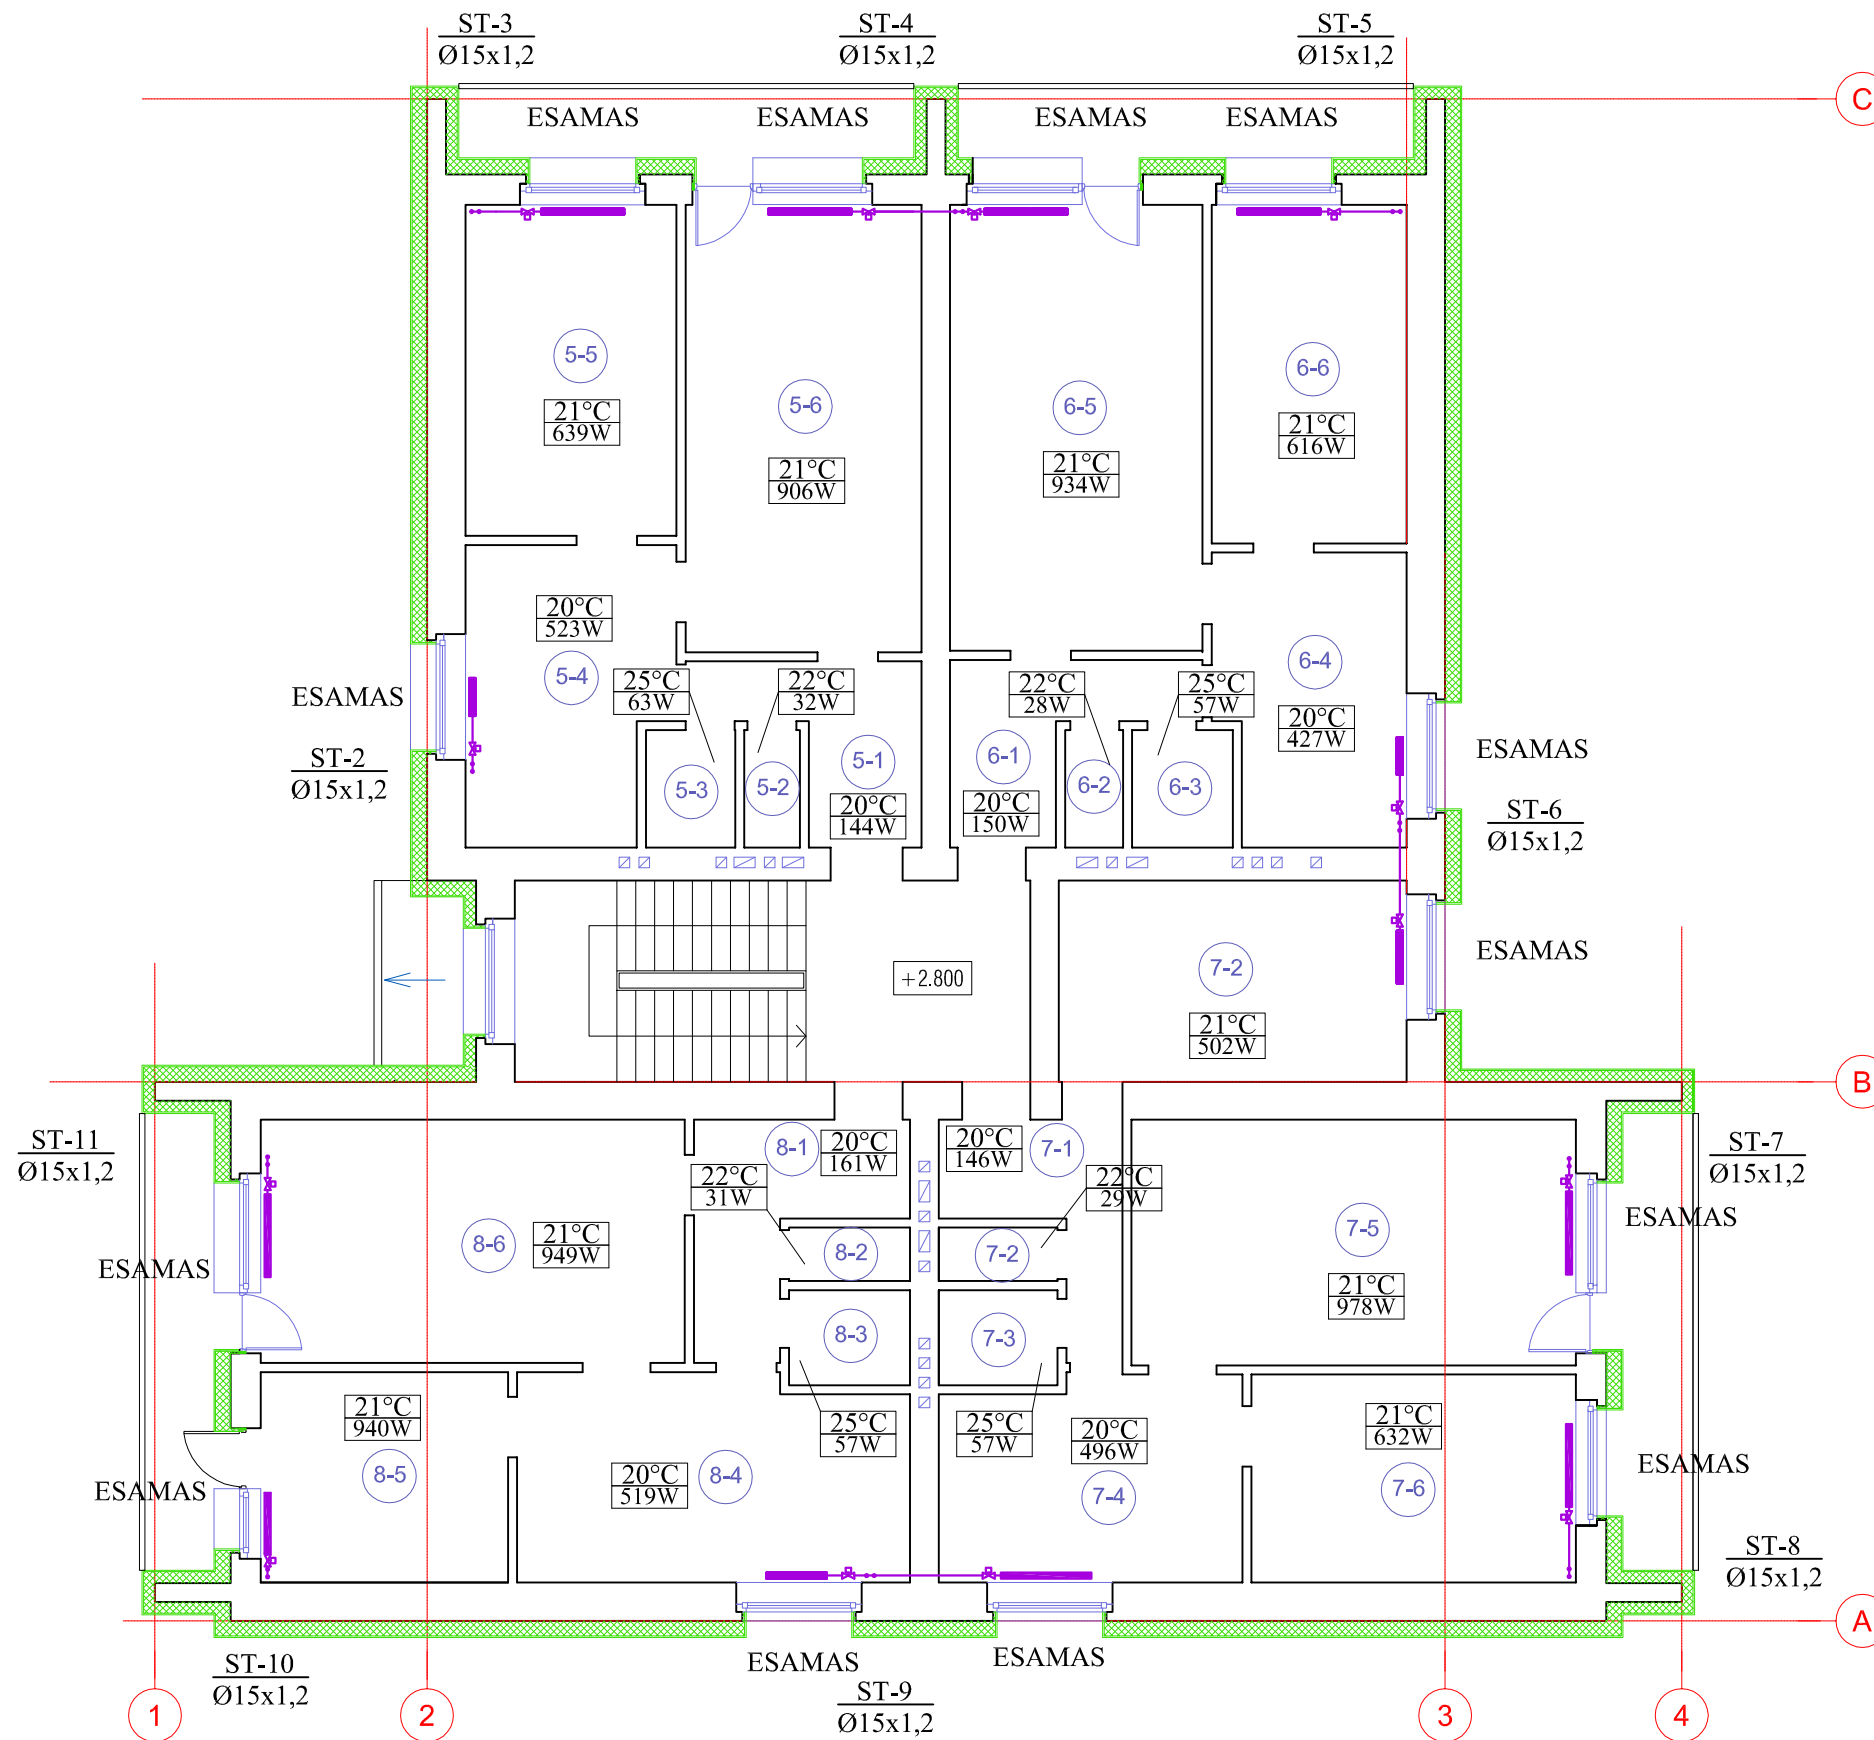 ST-3
Ø15x1,2
ST-4
Ø15x1,2
ST-5
Ø15x1,2
C
ESAMAS
ESAMAS
ESAMAS
ESAMAS
5-5
21°C
639W
5-6
21°C
906W
6-5
21°C
934W
6-6
21°C
616W
20°C
523W
5-4
25°C
63W
22°C
32W
22°C
28W
25°C
57W
6-4
20°C
427W
ESAMAS
ST-2
Ø15x1,2
5-3
5-2
5-1
20°C
144W
6-1
20°C
150W
6-2
6-3
ESAMAS
ST-6
Ø15x1,2
ESAMAS
+2.800
7-2
21°C
502W
B
ST-11
Ø15x1,2
8-1
20°C
161W
20°C
146W
7-1
ST-7
Ø15x1,2
22°C
31W
22°C
29W
ESAMAS
8-6
21°C
949W
8-2
7-2
7-5
21°C
978W
ESAMAS
8-3
7-3
21°C
940W
8-5
25°C
57W
25°C
57W
20°C
496W
21°C
632W
ESAMAS
20°C
519W
8-4
7-4
7-6
ESAMAS
ST-8
Ø15x1,2
A
ESAMAS
ESAMAS
ST-10
Ø15x1,2
ST-9
Ø15x1,2
1
2
3
4